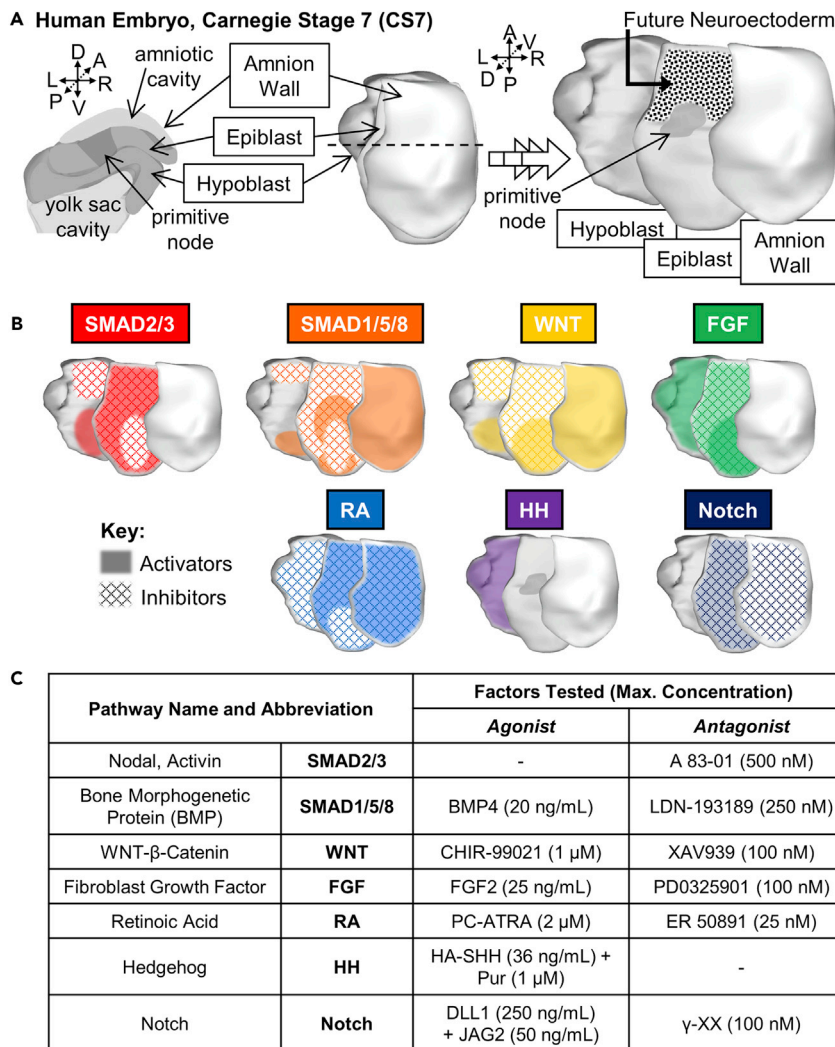 A Human Embryo, Carnegie Stage 7 (CS7)
D
A
L
R
P
V
amniotic
cavity
Amnion
Wall
Epiblast
Hypoblast
yolk sac
cavity
primitive
node
A
V
L
R
D
P
Future Neuroectoderm
primitive
node
Hypoblast
Epiblast
Amnion
Wall
B
SMAD2/3
SMAD1/5/8
WNT
FGF
RA
HH
Notch
Key:
Activators
Inhibitors
C
Pathway Name and Abbreviation
Factors Tested (Max. Concentration)
Agonist
Antagonist
Nodal, Activin SMAD2/3 - A 83-01 (500 nM)
Bone Morphogenetic
Protein (BMP)
SMAD1/5/8 BMP4 (20 ng/mL) LDN-193189 (250 nM)
WNT-β-Catenin WNT CHIR-99021 (1 µM) XAV939 (100 nM)
Fibroblast Growth Factor FGF FGF2 (25 ng/mL) PD0325901 (100 nM)
Retinoic Acid RA PC-ATRA (2 µM) ER 50891 (25 nM)
Hedgehog HH
HA-SHH (36 ng/mL) +
Pur (1 µM)
-
Notch Notch
DLL1 (250 ng/mL)
+ JAG2 (50 ng/mL)
γ-XX (100 nM)